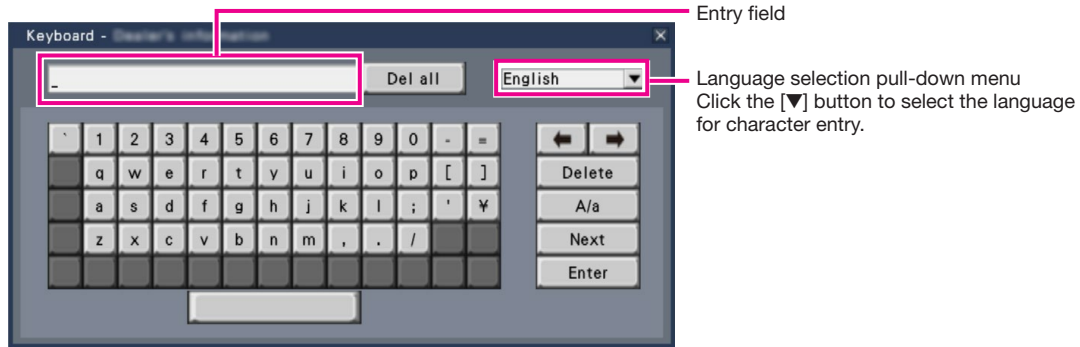 Entry field
Keyboard -
_ Del all English ▼
Language selection pull-down menu
Click the [▼] button to select the language
for character entry.
` 1 2 3 4 5 6 7 8 9 0 - = ← →
q w e r t y u i o p [ ] Delete
a s d f g h j k l ; ' ¥ A/a
z x c v b n m , . / Next
Enter